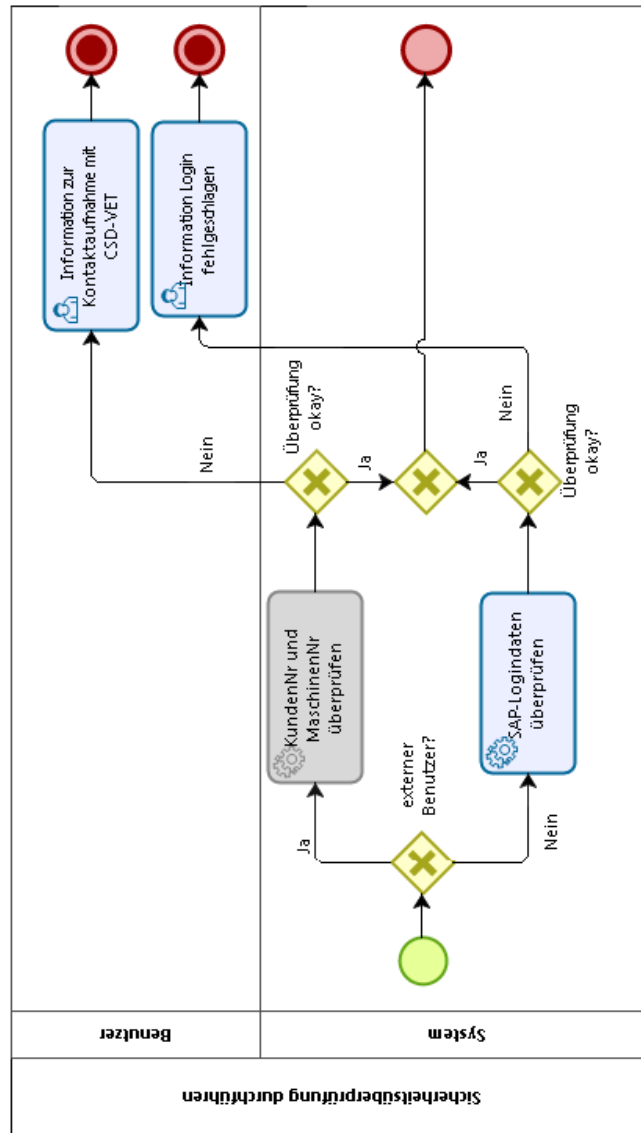 Sicherheitsüberprüfung durchführen
Benutzer
System
externer
Benutzer?
Ja
Nein
KundenNr und
MaschinenNr
überprüfen
SAP-Logindaten
überprüfen
Überprüfung
okay?
Nein
Ja
Überprüfung
okay?
Ja
Nein
Information zur
Kontaktaufnahme mit
CSD-VET
Information Login
fehlgeschlagen